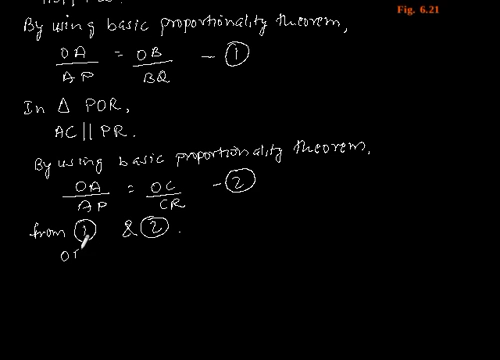 Fig. 6.21
By using basic proportionality theorem,
OA/AP = OB/BQ - ①
In Δ POR,
AC || PR.
By using basic proportionality theorem,
OA/AP = OC/CR - ②
from ① & ②.